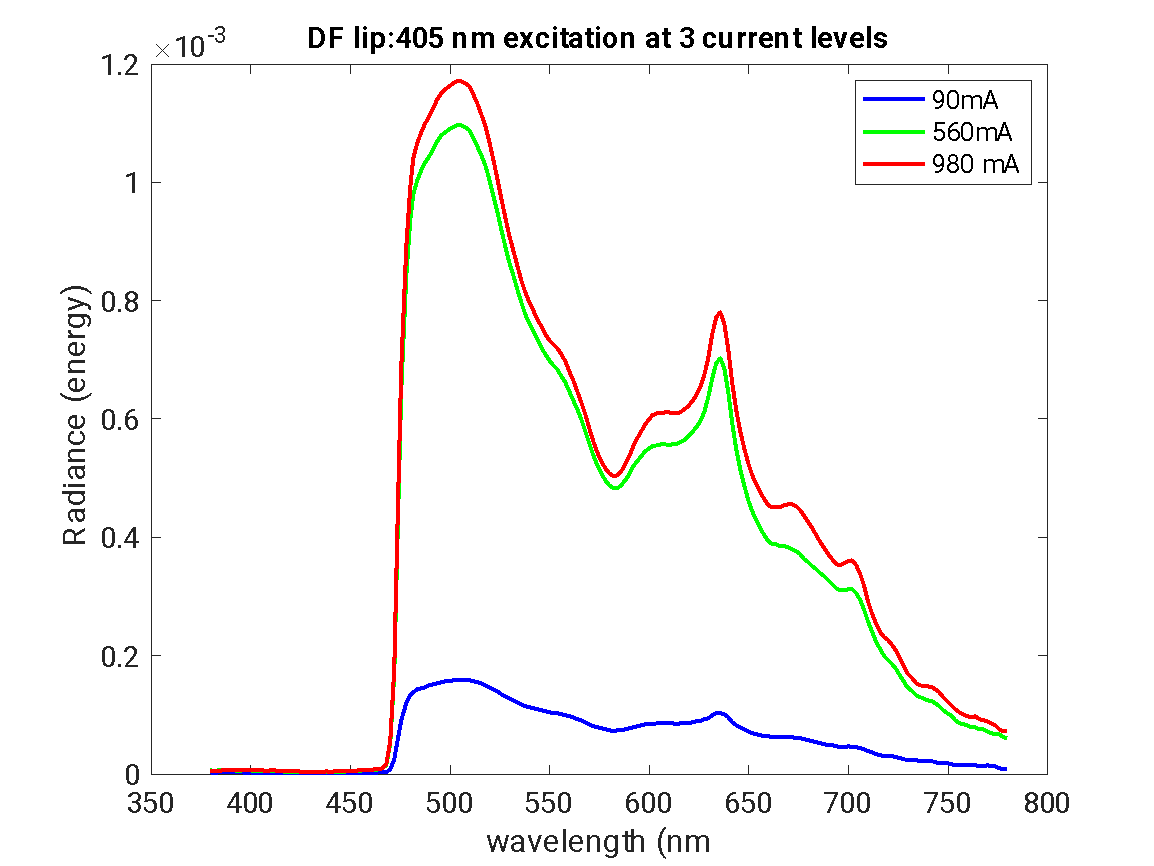 ×10-3
DF lip:405 nm excitation at 3 current levels
1.2
1
0.8
0.6
0.4
0.2
0
Radiance (energy)
90mA
560mA
980 mA
350 400 450 500 550 600 650 700 750 800
wavelength (nm